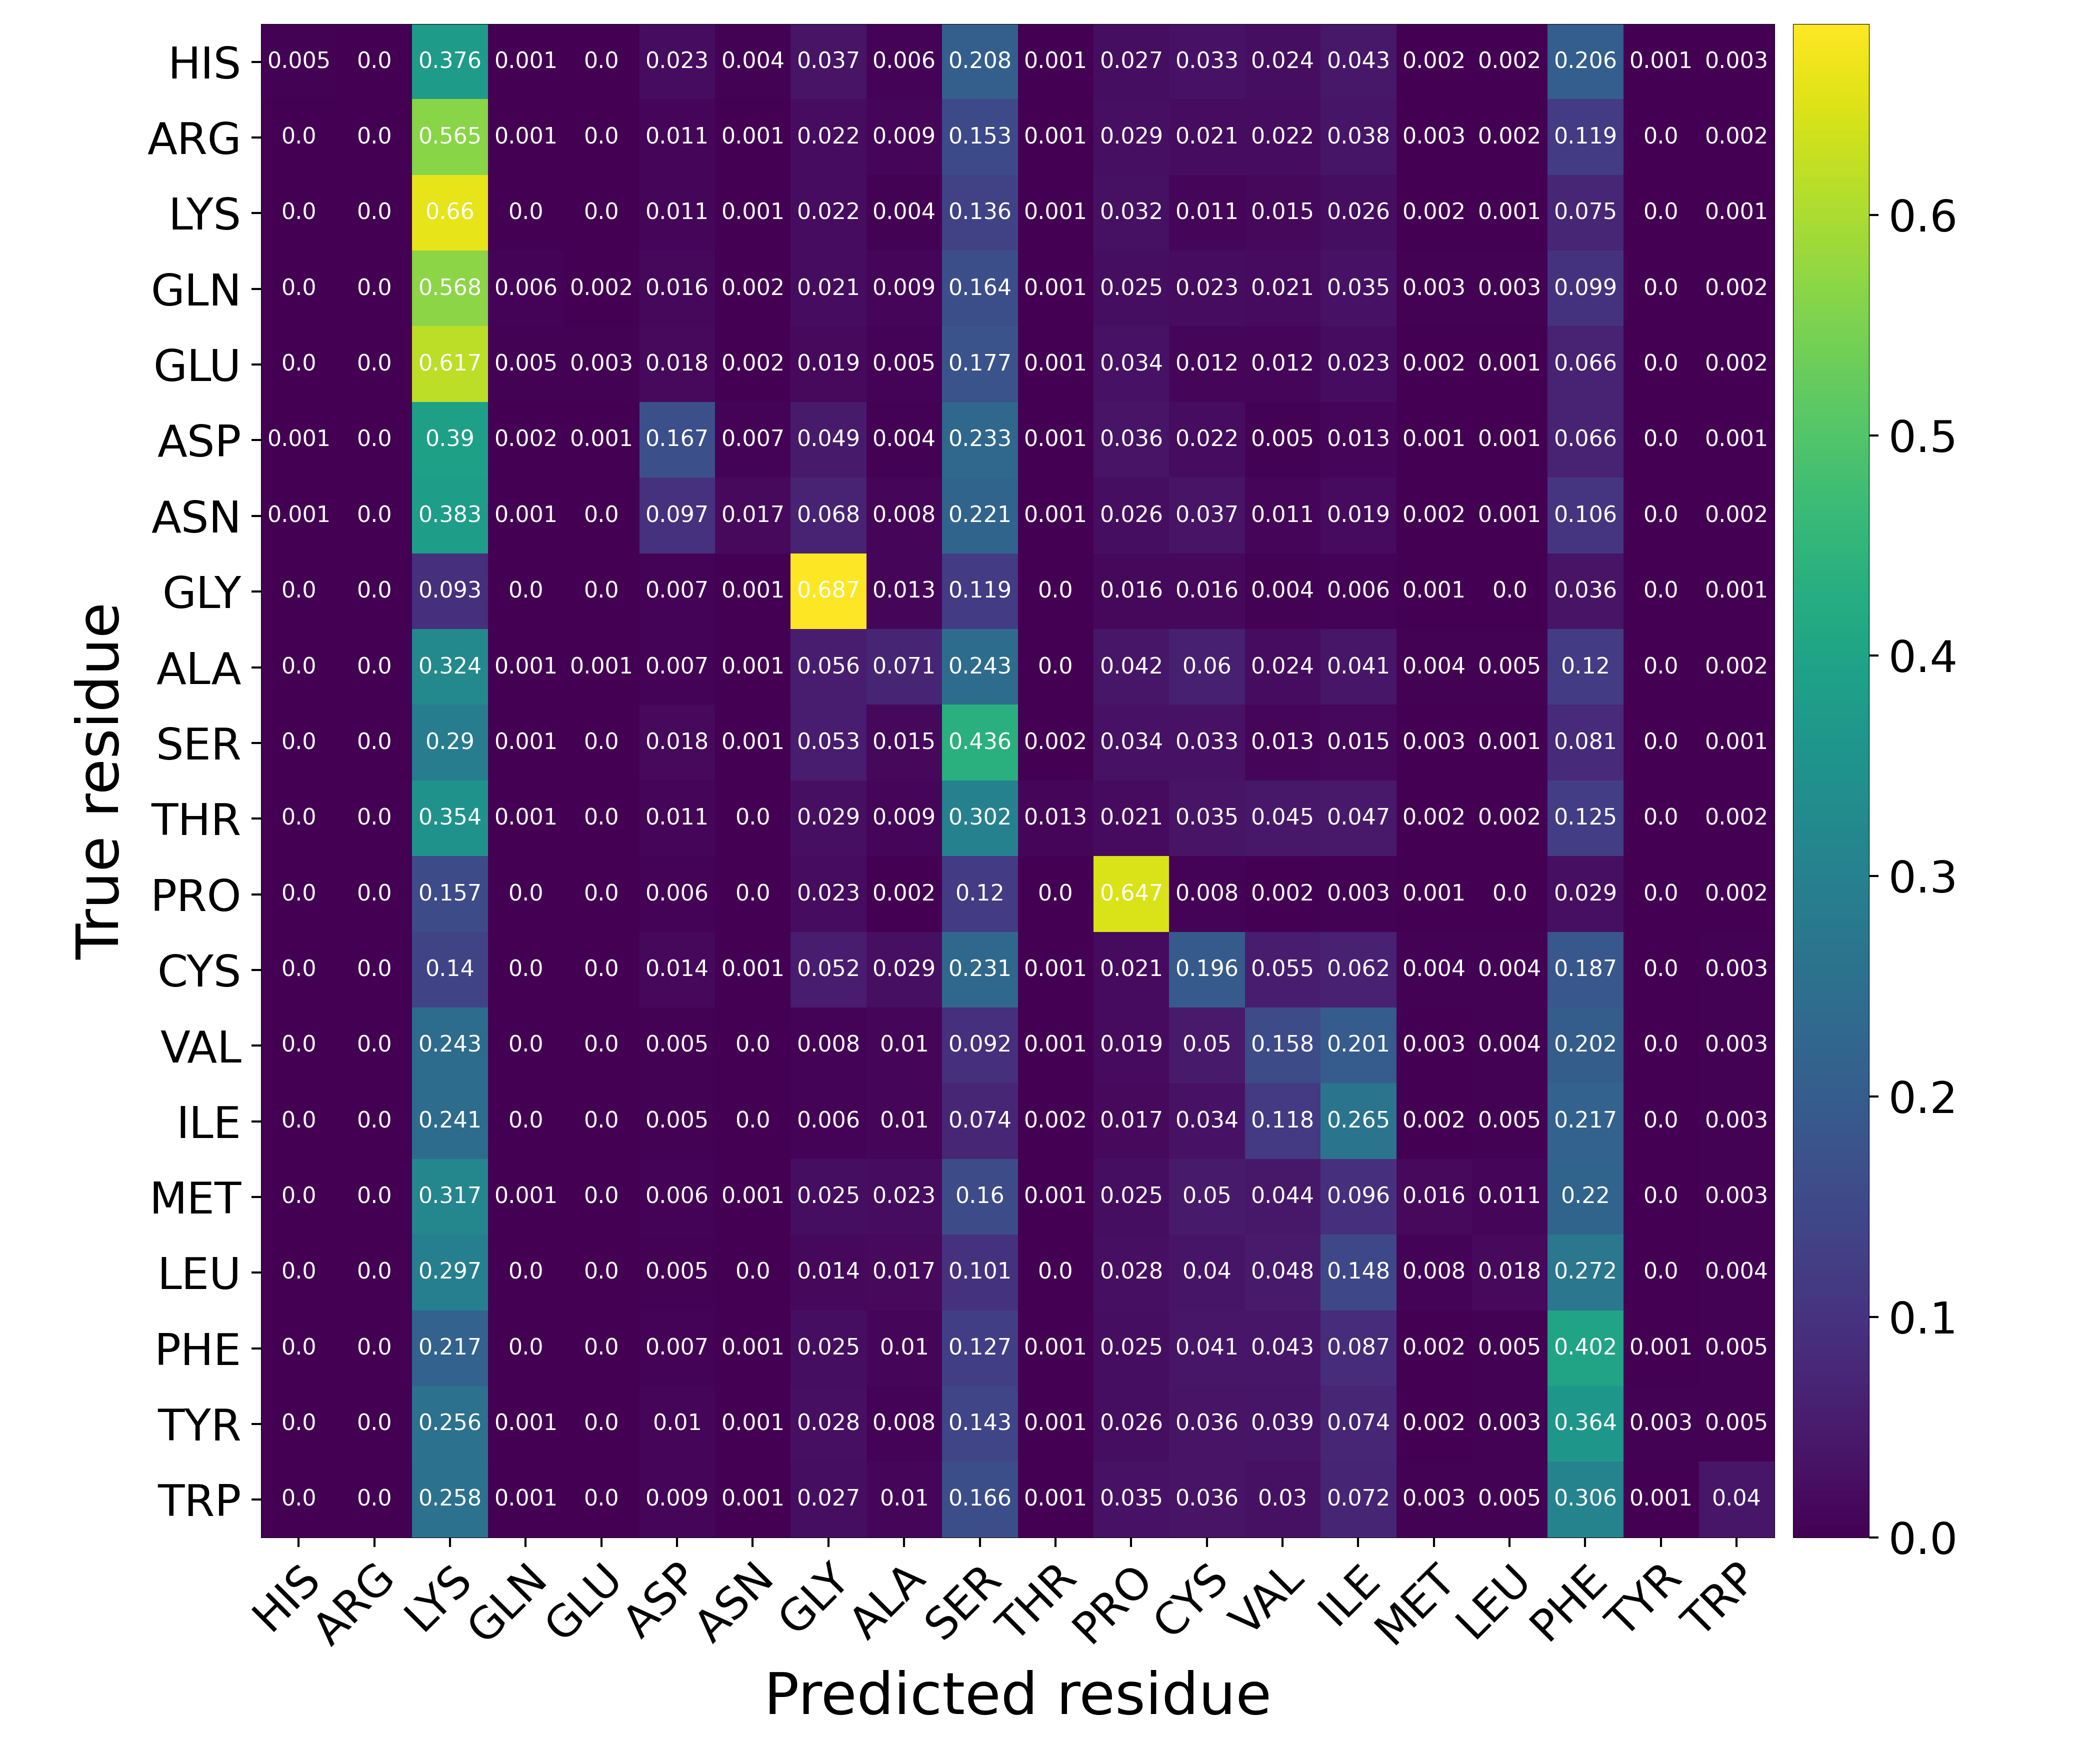 HIS 0.005 0.0 0.376 0.001 0.0 0.023 0.004 0.037 0.006 0.208 0.001 0.027 0.033 0.024 0.043 0.002 0.002 0.206 0.001 0.003
ARG 0.0 0.0 0.565 0.001 0.0 0.011 0.001 0.022 0.009 0.153 0.001 0.029 0.021 0.022 0.038 0.003 0.002 0.119 0.0 0.002
LYS 0.0 0.0 0.66 0.0 0.0 0.011 0.001 0.022 0.004 0.136 0.001 0.032 0.011 0.015 0.026 0.002 0.001 0.075 0.0 0.001
0.6
GLN 0.0 0.0 0.568 0.006 0.002 0.016 0.002 0.021 0.009 0.164 0.001 0.025 0.023 0.021 0.035 0.003 0.003 0.099 0.0 0.002
GLU 0.0 0.0 0.617 0.005 0.003 0.018 0.002 0.019 0.005 0.177 0.001 0.034 0.012 0.012 0.023 0.002 0.001 0.066 0.0 0.002
ASP 0.001 0.0 0.39 0.002 0.001 0.167 0.007 0.049 0.004 0.233 0.001 0.036 0.022 0.005 0.013 0.001 0.001 0.066 0.0 0.001
0.5
ASN 0.001 0.0 0.383 0.001 0.0 0.097 0.017 0.068 0.008 0.221 0.001 0.026 0.037 0.011 0.019 0.002 0.001 0.106 0.0 0.002
GLY 0.0 0.0 0.093 0.0 0.0 0.007 0.001 0.687 0.013 0.119 0.0 0.016 0.016 0.004 0.006 0.001 0.0 0.036 0.0 0.001
ALA 0.0 0.0 0.324 0.001 0.001 0.007 0.001 0.056 0.071 0.243 0.0 0.042 0.06 0.024 0.041 0.004 0.005 0.12 0.0 0.002
0.4
SER 0.0 0.0 0.29 0.001 0.0 0.018 0.001 0.053 0.015 0.436 0.002 0.034 0.033 0.013 0.015 0.003 0.001 0.081 0.0 0.001
True residue
THR 0.0 0.0 0.354 0.001 0.0 0.011 0.0 0.029 0.009 0.302 0.013 0.021 0.035 0.045 0.047 0.002 0.002 0.125 0.0 0.002
0.3
PRO 0.0 0.0 0.157 0.0 0.0 0.006 0.0 0.023 0.002 0.12 0.0 0.647 0.008 0.002 0.003 0.001 0.0 0.029 0.0 0.002
CYS 0.0 0.0 0.14 0.0 0.0 0.014 0.001 0.052 0.029 0.231 0.001 0.021 0.196 0.055 0.062 0.004 0.004 0.187 0.0 0.003
VAL 0.0 0.0 0.243 0.0 0.0 0.005 0.0 0.008 0.01 0.092 0.001 0.019 0.05 0.158 0.201 0.003 0.004 0.202 0.0 0.003
0.2
ILE 0.0 0.0 0.241 0.0 0.0 0.005 0.0 0.006 0.01 0.074 0.002 0.017 0.034 0.118 0.265 0.002 0.005 0.217 0.0 0.003
MET 0.0 0.0 0.317 0.001 0.0 0.006 0.001 0.025 0.023 0.16 0.001 0.025 0.05 0.044 0.096 0.016 0.011 0.22 0.0 0.003
LEU 0.0 0.0 0.297 0.0 0.0 0.005 0.0 0.014 0.017 0.101 0.0 0.028 0.04 0.048 0.148 0.008 0.018 0.272 0.0 0.004
0.1
PHE 0.0 0.0 0.217 0.0 0.0 0.007 0.001 0.025 0.01 0.127 0.001 0.025 0.041 0.043 0.087 0.002 0.005 0.402 0.001 0.005
TYR 0.0 0.0 0.256 0.001 0.0 0.01 0.001 0.028 0.008 0.143 0.001 0.026 0.036 0.039 0.074 0.002 0.003 0.364 0.003 0.005
TRP 0.0 0.0 0.258 0.001 0.0 0.009 0.001 0.027 0.01 0.166 0.001 0.035 0.036 0.03 0.072 0.003 0.005 0.306 0.001 0.04
0.0
HIS ARG LYS GLN GLU ASP ASN GLY ALA SER THR PRO CYS VAL ILE MET LEU PHE TYR TRP
Predicted residue